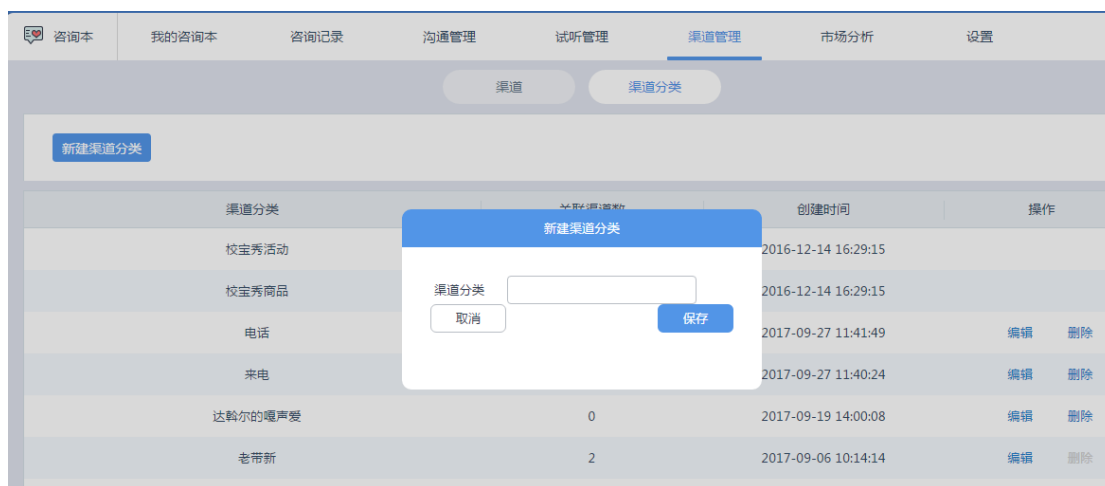 咨询本 我的咨询本 咨询记录 沟通管理 试听管理 渠道管理 市场分析 设置
渠道 渠道分类
新建渠道分类
渠道分类 关联渠道数 创建时间 操作
新建渠道分类
校宝秀活动 2016-12-14 16:29:15
校宝秀商品 2016-12-14 16:29:15
渠道分类
取消 保存
电话 2017-09-27 11:41:49 编辑 删除
来电 2017-09-27 11:40:24 编辑 删除
达斡尔的嘎声爱 0 2017-09-19 14:00:08 编辑 删除
老带新 2 2017-09-06 10:14:14 编辑 删除